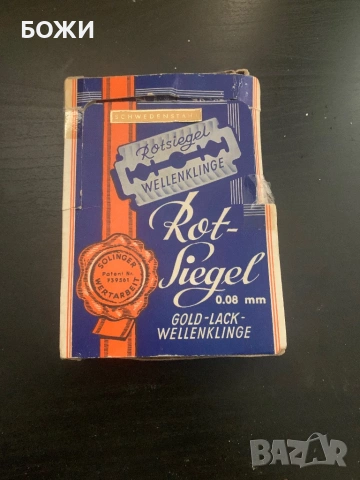 БОЖИ
SCHWEDENSTAHL
Rotsiegel
WELLENKLINGE
Rot-
Siegel
0.08 mm
GOLD-LACK-
WELLENKLINGE
SOLINGER
Patent Nr.
WERTARBEIT
BAZAR